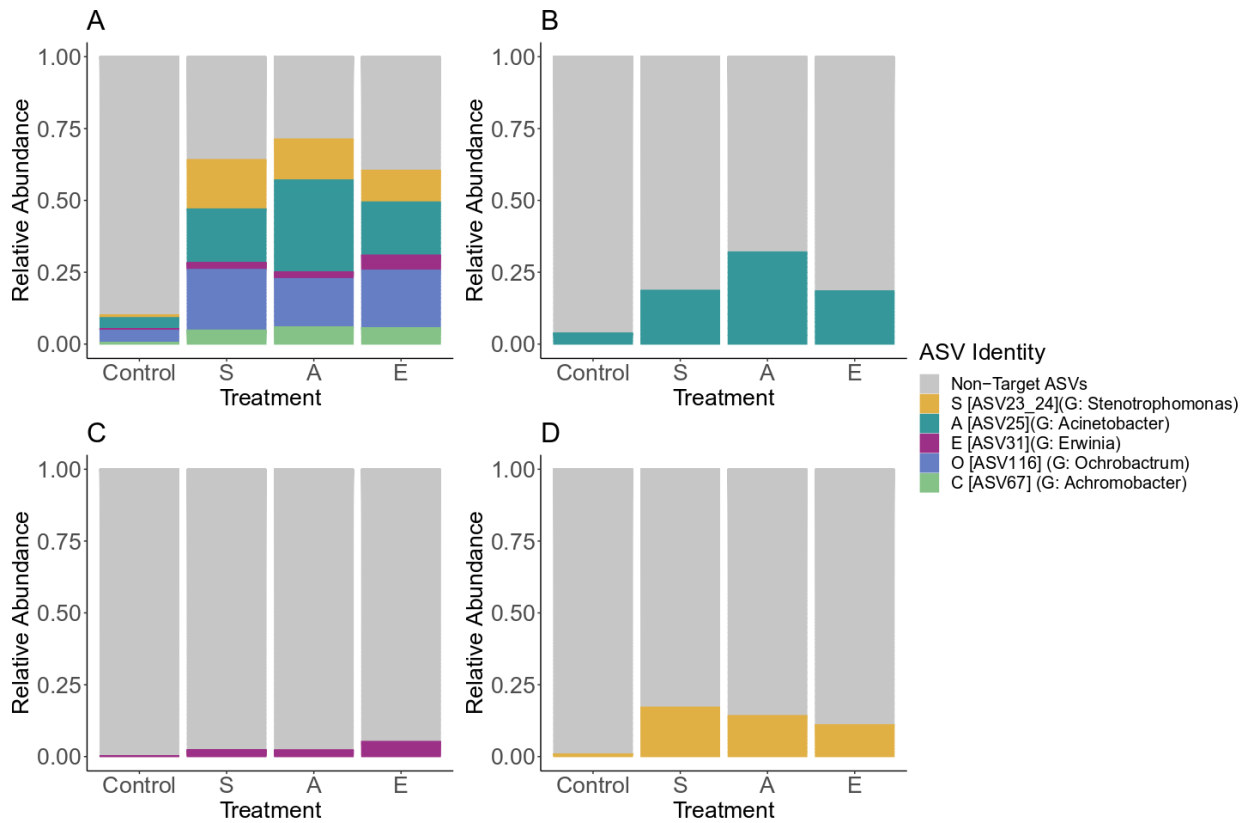 A
1.00
0.75
0.50
0.25
0.00
Relative Abundance
Control S A E
Treatment
B
1.00
0.75
0.50
0.25
0.00
Relative Abundance
Control S A E
Treatment
C
1.00
0.75
0.50
0.25
0.00
Relative Abundance
Control S A E
Treatment
D
1.00
0.75
0.50
0.25
0.00
Relative Abundance
Control S A E
Treatment
ASV Identity
Non−Target ASVs
S [ASV23_24](G: Stenotrophomonas)
A [ASV25](G: Acinetobacter)
E [ASV31](G: Erwinia)
O [ASV116] (G: Ochrobactrum)
C [ASV67] (G: Achromobacter)